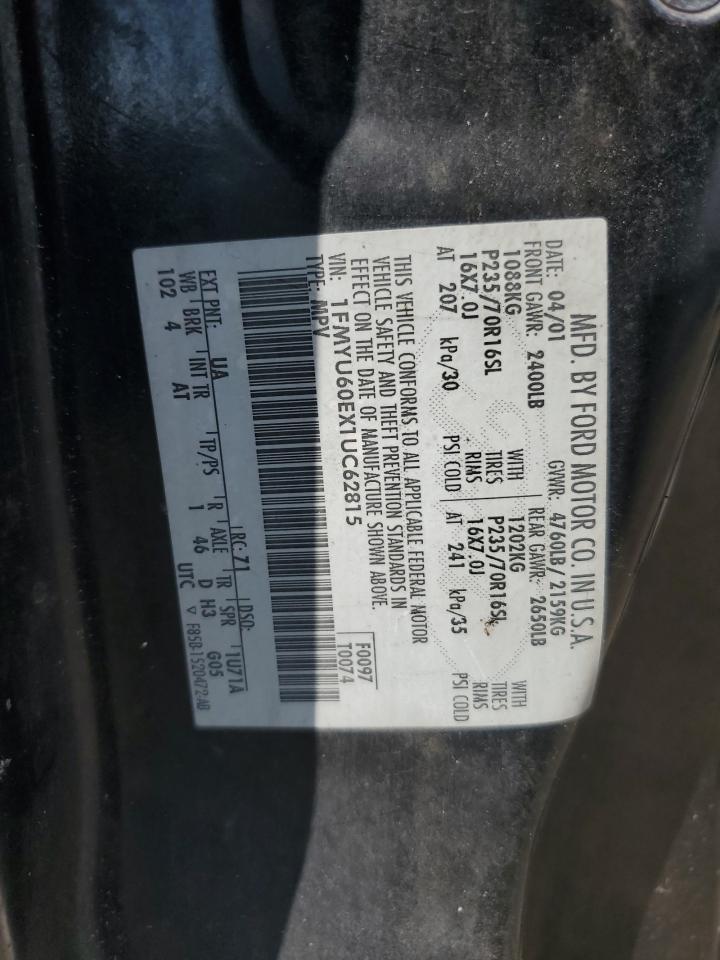 MFD. BY FORD MOTOR CO. IN U.S.A.
DATE: 04/01 GVWR: 4760LB / 2159KG
FRONT GAWR: 2400LB REAR GAWR: 2650LB
1088KG WITH 1202KG WITH
P235/70R16SL TIRES P235/70R16SL TIRES
16X7.0J RIMS 16X7.0J RIMS
AT 207 kPa/30 PSI COLD AT 241 kPa/35 PSI COLD
THIS VEHICLE CONFORMS TO ALL APPLICABLE FEDERAL MOTOR
VEHICLE SAFETY AND THEFT PREVENTION STANDARDS IN
EFFECT ON THE DATE OF MANUFACTURE SHOWN ABOVE.
VIN: 1FMYU60EX1UC62815 F0097
TYPE: MPV T0074
EXT PNT: UA RC: 71 DSO:
WB BRK INT TR TP/PS R AXLE TR SPR 1U71A
102 4 AT 1 46 D H3 G05
UTC ▽ F85B-1520472-AB